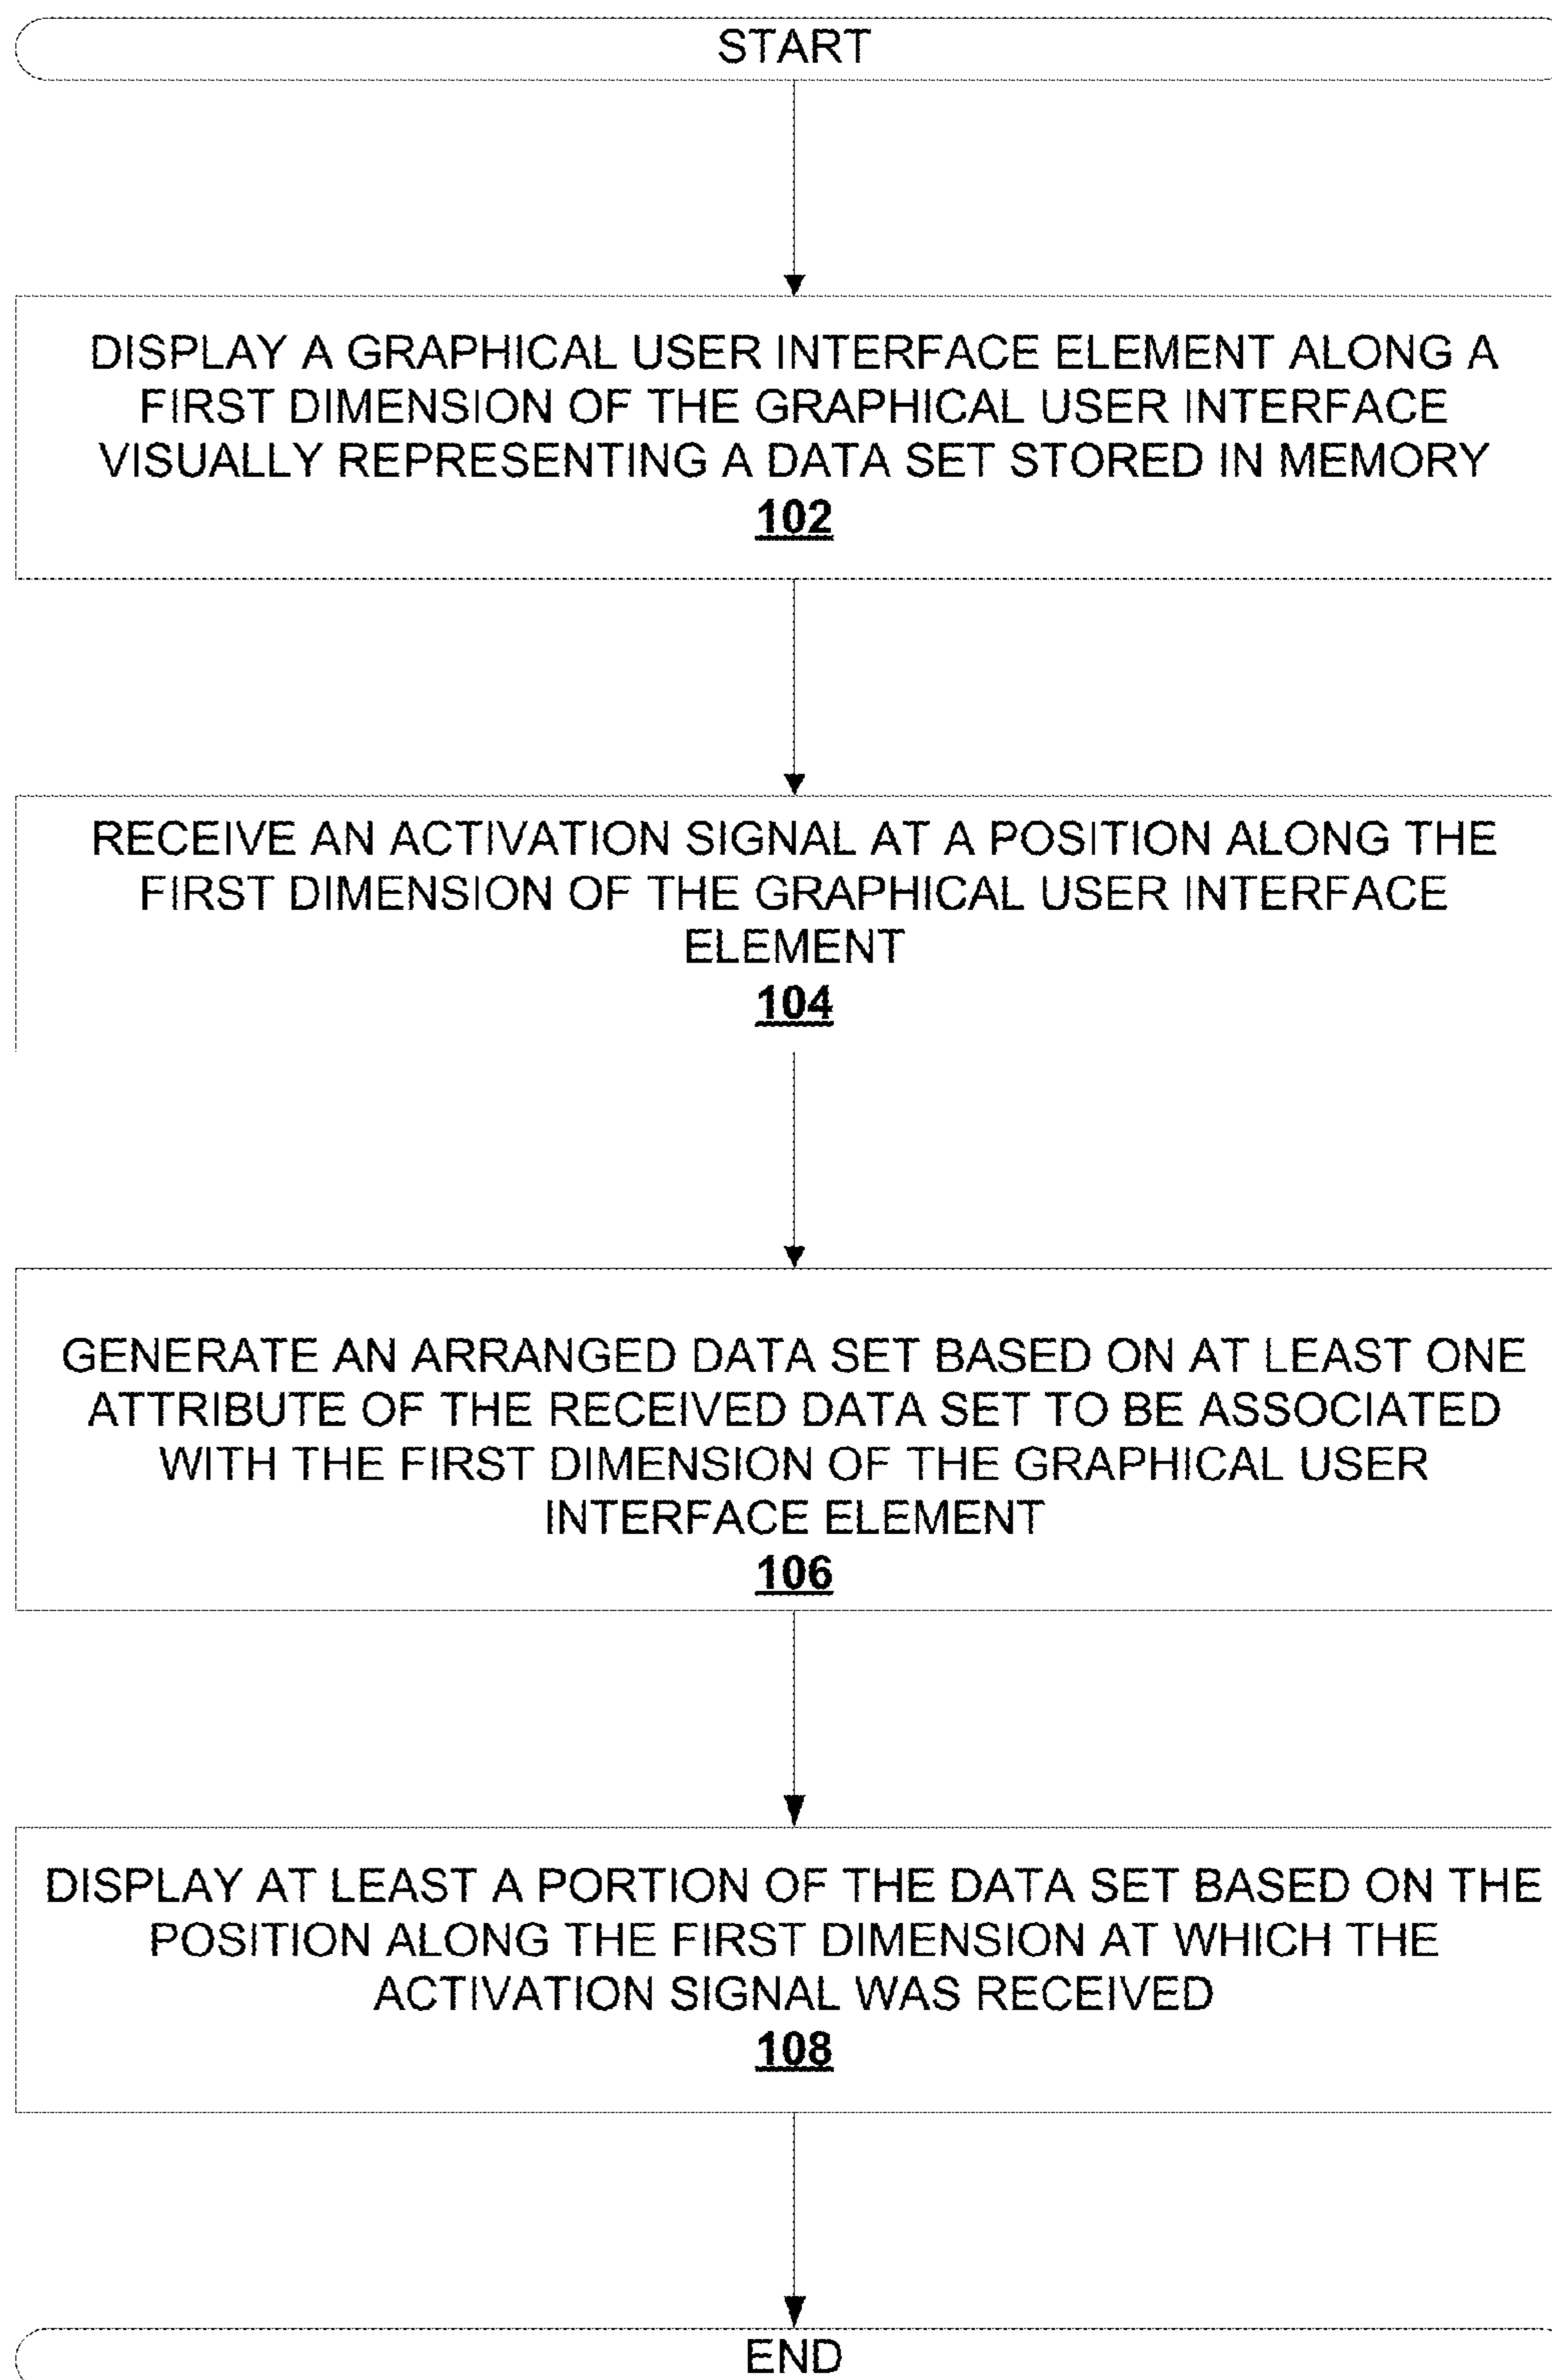 START
DISPLAY A GRAPHICAL USER INTERFACE ELEMENT ALONG A
FIRST DIMENSION OF THE GRAPHICAL USER INTERFACE
VISUALLY REPRESENTING A DATA SET STORED IN MEMORY
102
RECEIVE AN ACTIVATION SIGNAL AT A POSITION ALONG THE
FIRST DIMENSION OF THE GRAPHICAL USER INTERFACE
ELEMENT
104
GENERATE AN ARRANGED DATA SET BASED ON AT LEAST ONE
ATTRIBUTE OF THE RECEIVED DATA SET TO BE ASSOCIATED
WITH THE FIRST DIMENSION OF THE GRAPHICAL USER
INTERFACE ELEMENT
106
DISPLAY AT LEAST A PORTION OF THE DATA SET BASED ON THE
POSITION ALONG THE FIRST DIMENSION AT WHICH THE
ACTIVATION SIGNAL WAS RECEIVED
108
END